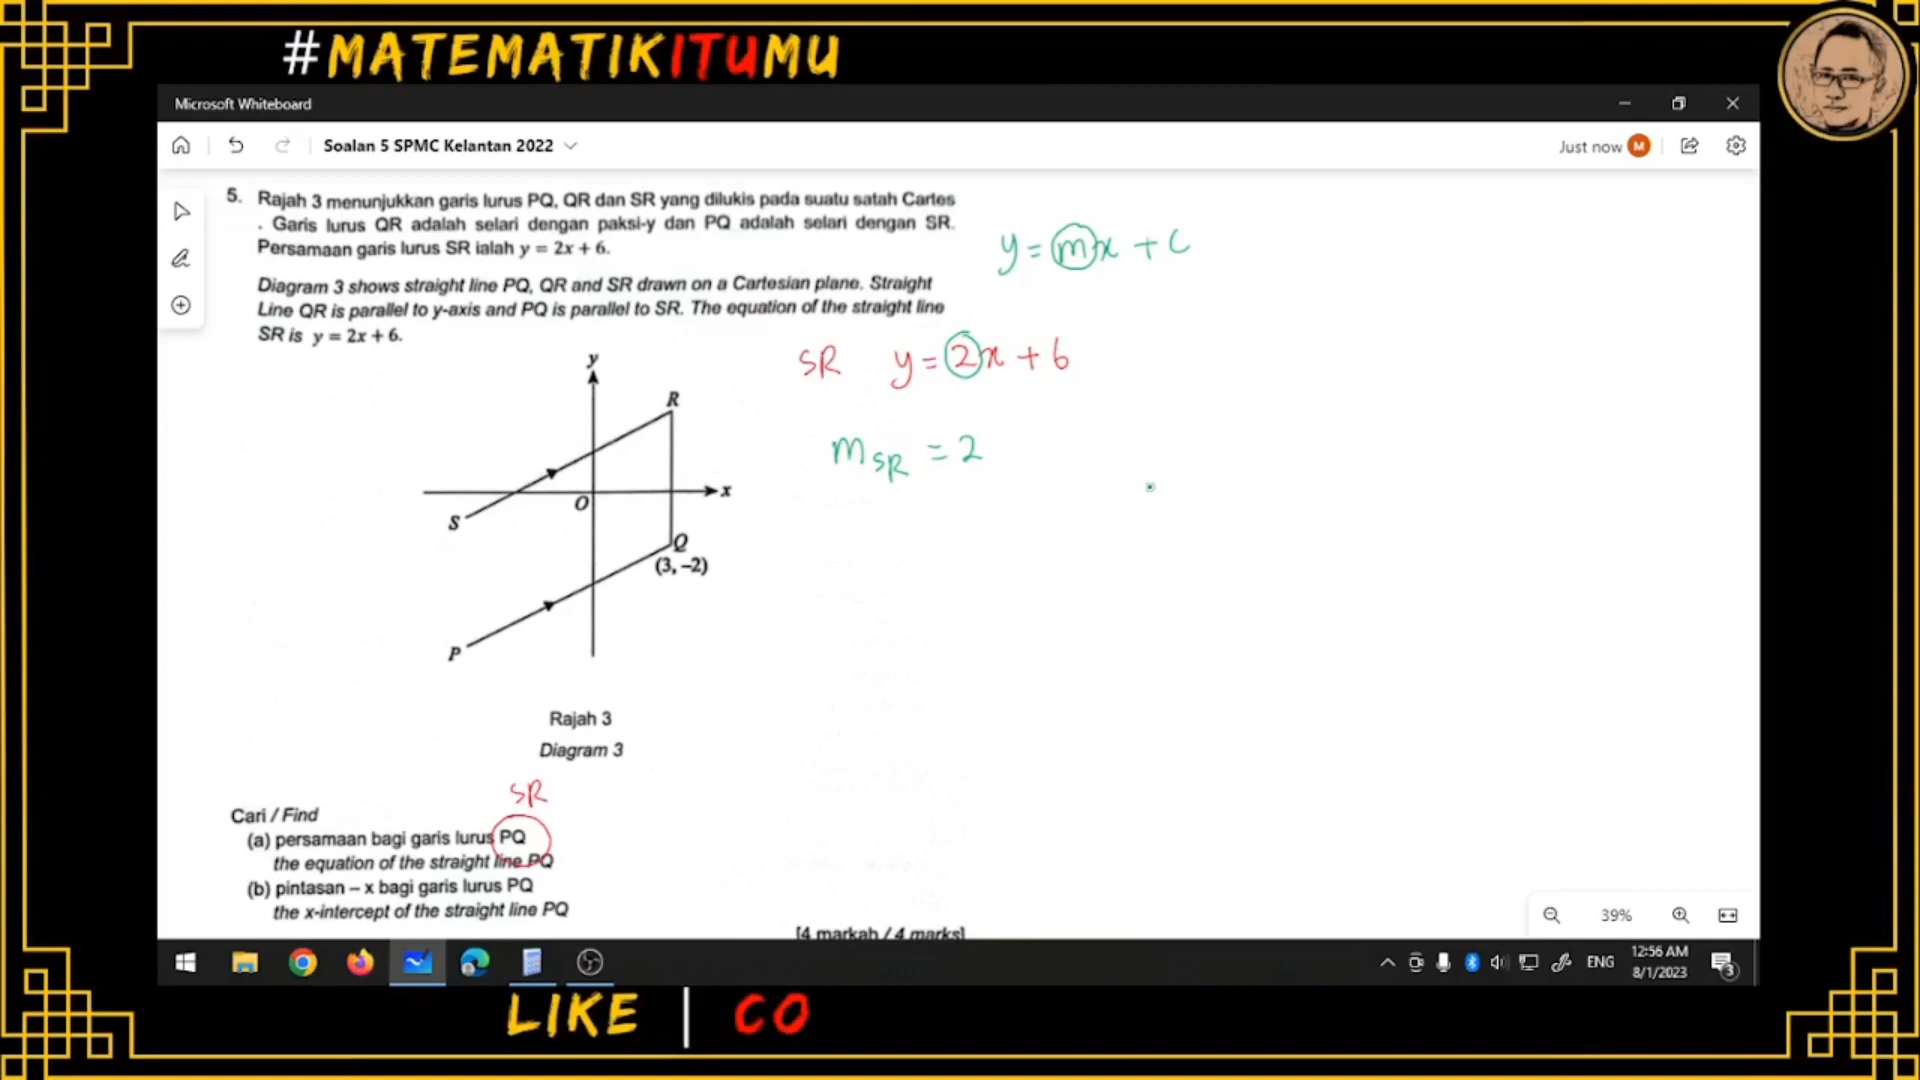 #MATEMATIKITUMU
Microsoft Whiteboard
Soalan 5 SPMC Kelantan 2022
Just now M
5. Rajah 3 menunjukkan garis lurus PQ, QR dan SR yang dilukis pada suatu satah Cartes
. Garis lurus QR adalah selari dengan paksi-y dan PQ adalah selari dengan SR.
Persamaan garis lurus SR ialah y = 2x + 6.
Diagram 3 shows straight line PQ, QR and SR drawn on a Cartesian plane. Straight
Line QR is parallel to y-axis and PQ is parallel to SR. The equation of the straight line
SR is y = 2x + 6.
y = mx + c
SR y = 2x + 6
m SR = 2
y
R
x
O
S
Q
(3, –2)
P
Rajah 3
Diagram 3
SR
Cari / Find
(a) persamaan bagi garis lurus PQ
the equation of the straight line PQ
(b) pintasan – x bagi garis lurus PQ
the x-intercept of the straight line PQ
[4 markah / 4 marks]
39%
ENG
12:56 AM
8/1/2023
3
LIKE | CO